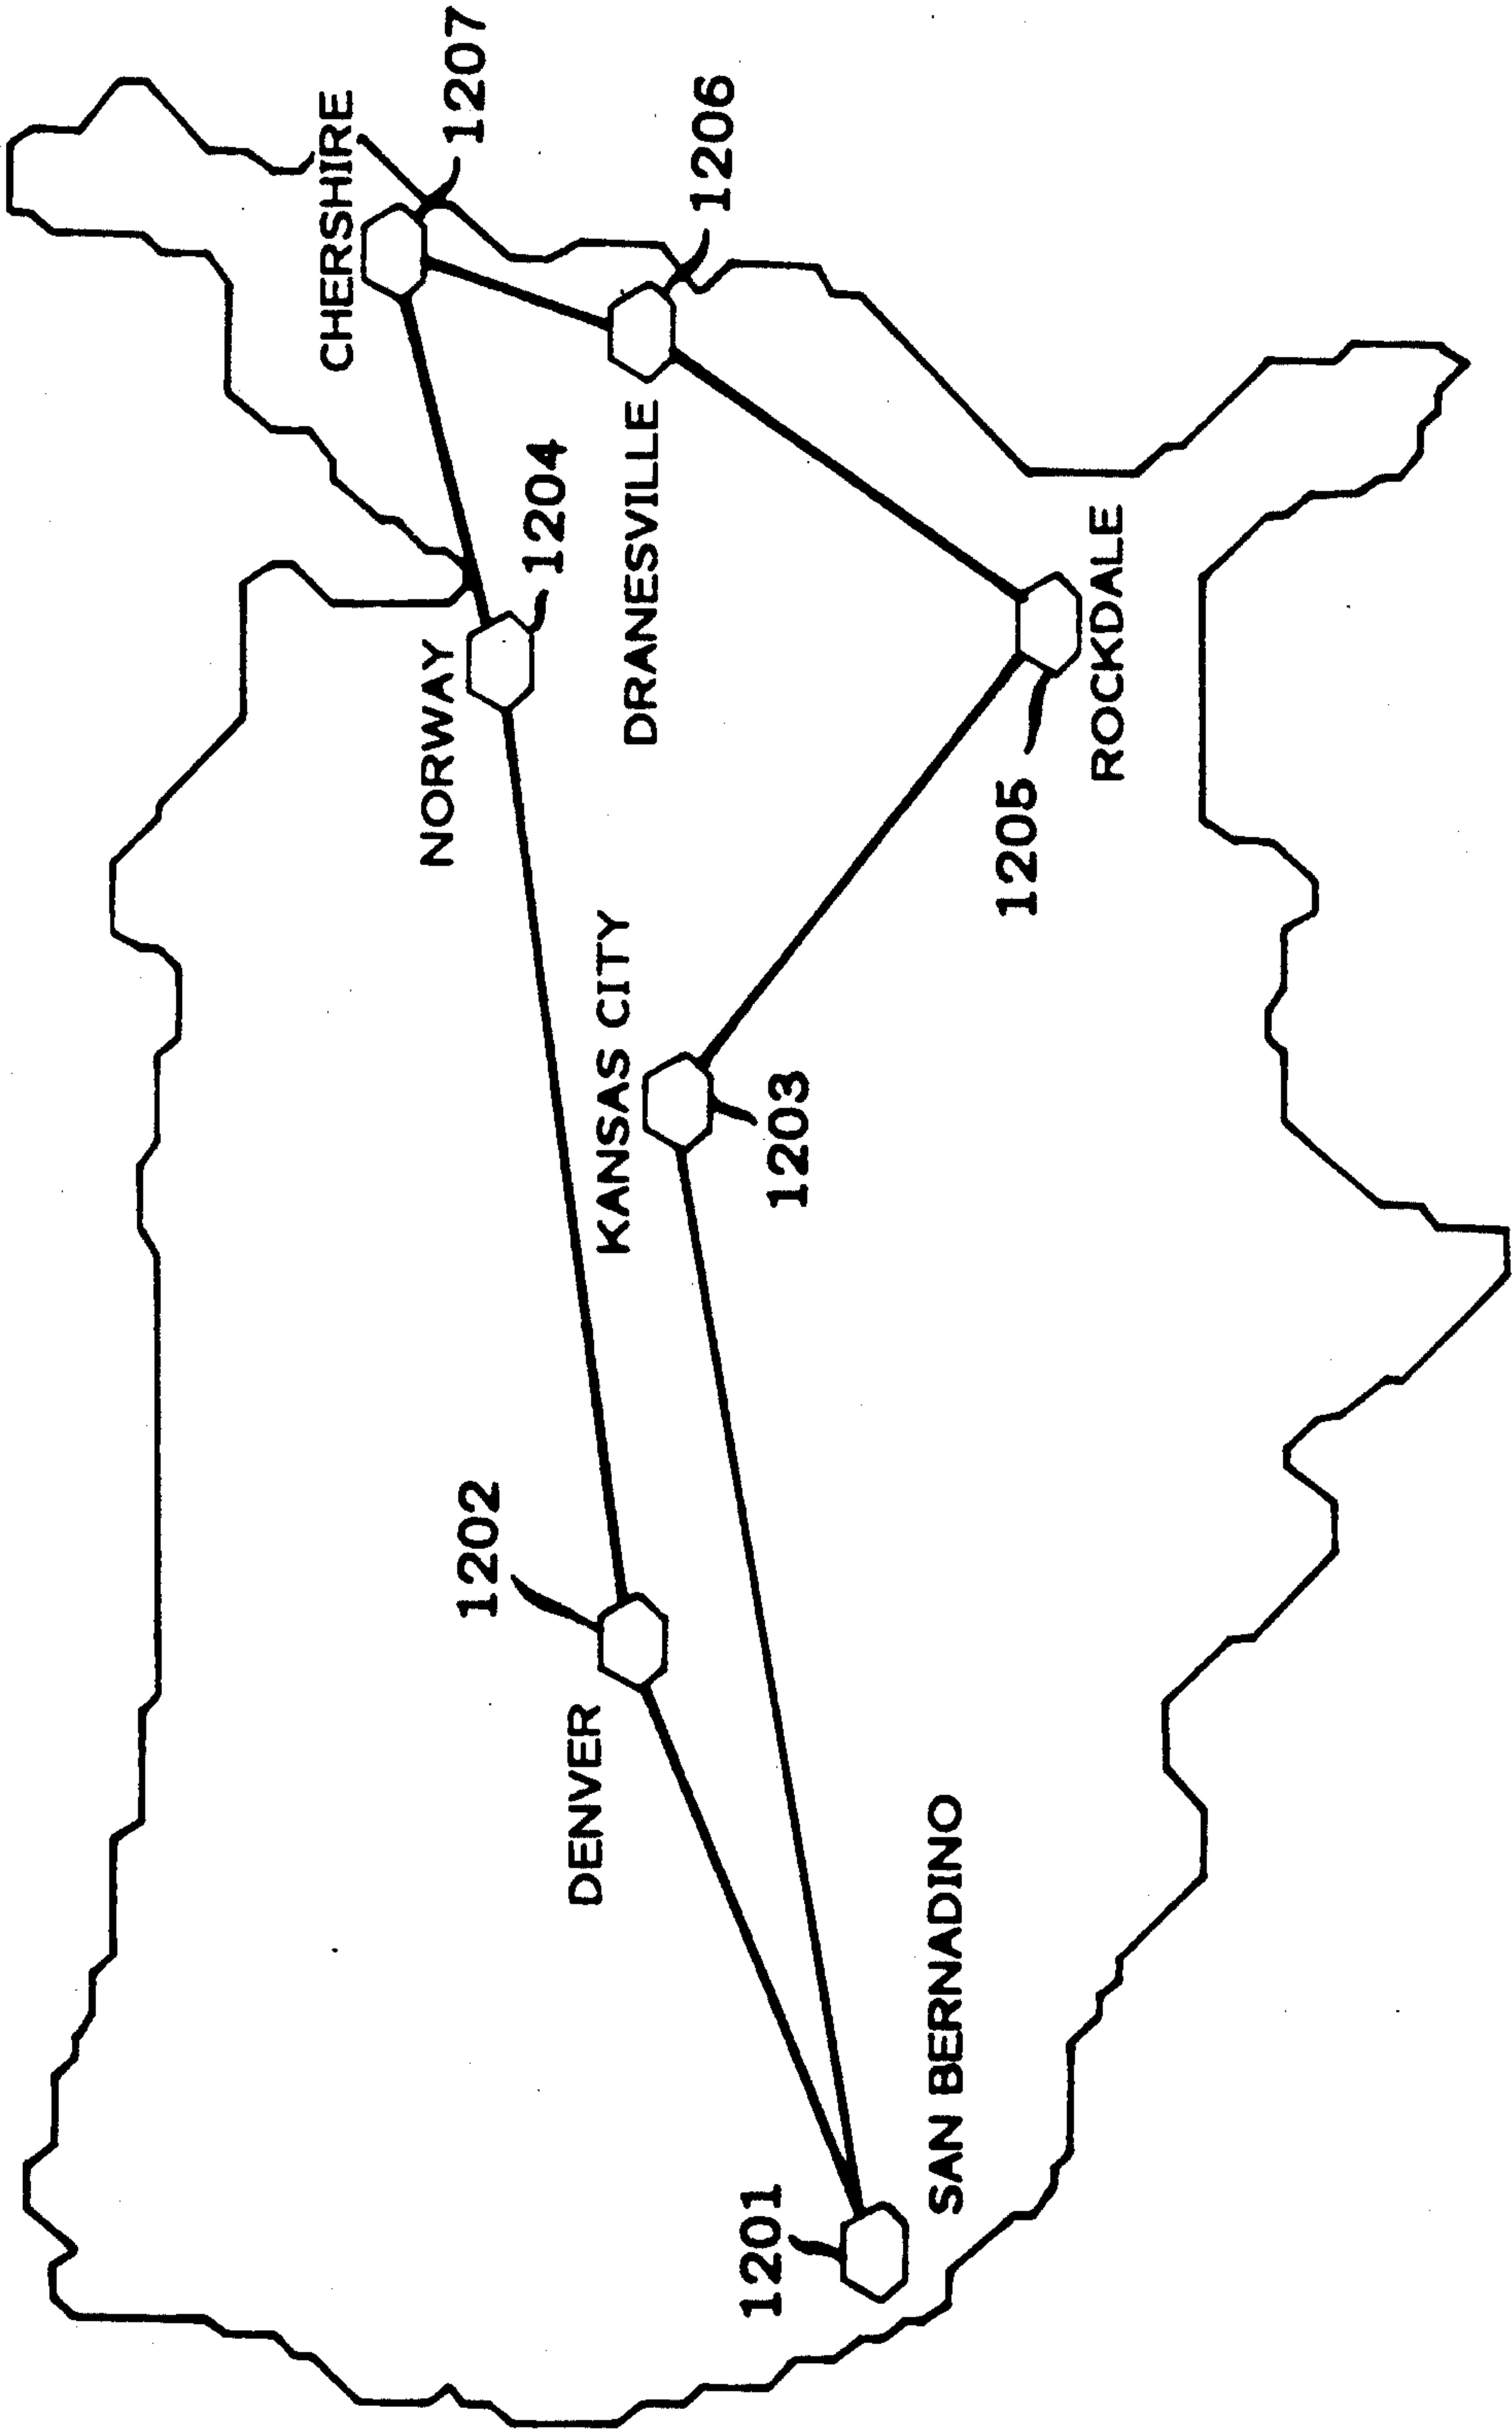 CHERSHIRE
1207
1206
NORWAY
1204
DRANESVILLE
KANSAS CITY
1203
1205
ROCKDALE
1202
DENVER
1201
SAN BERNADINO